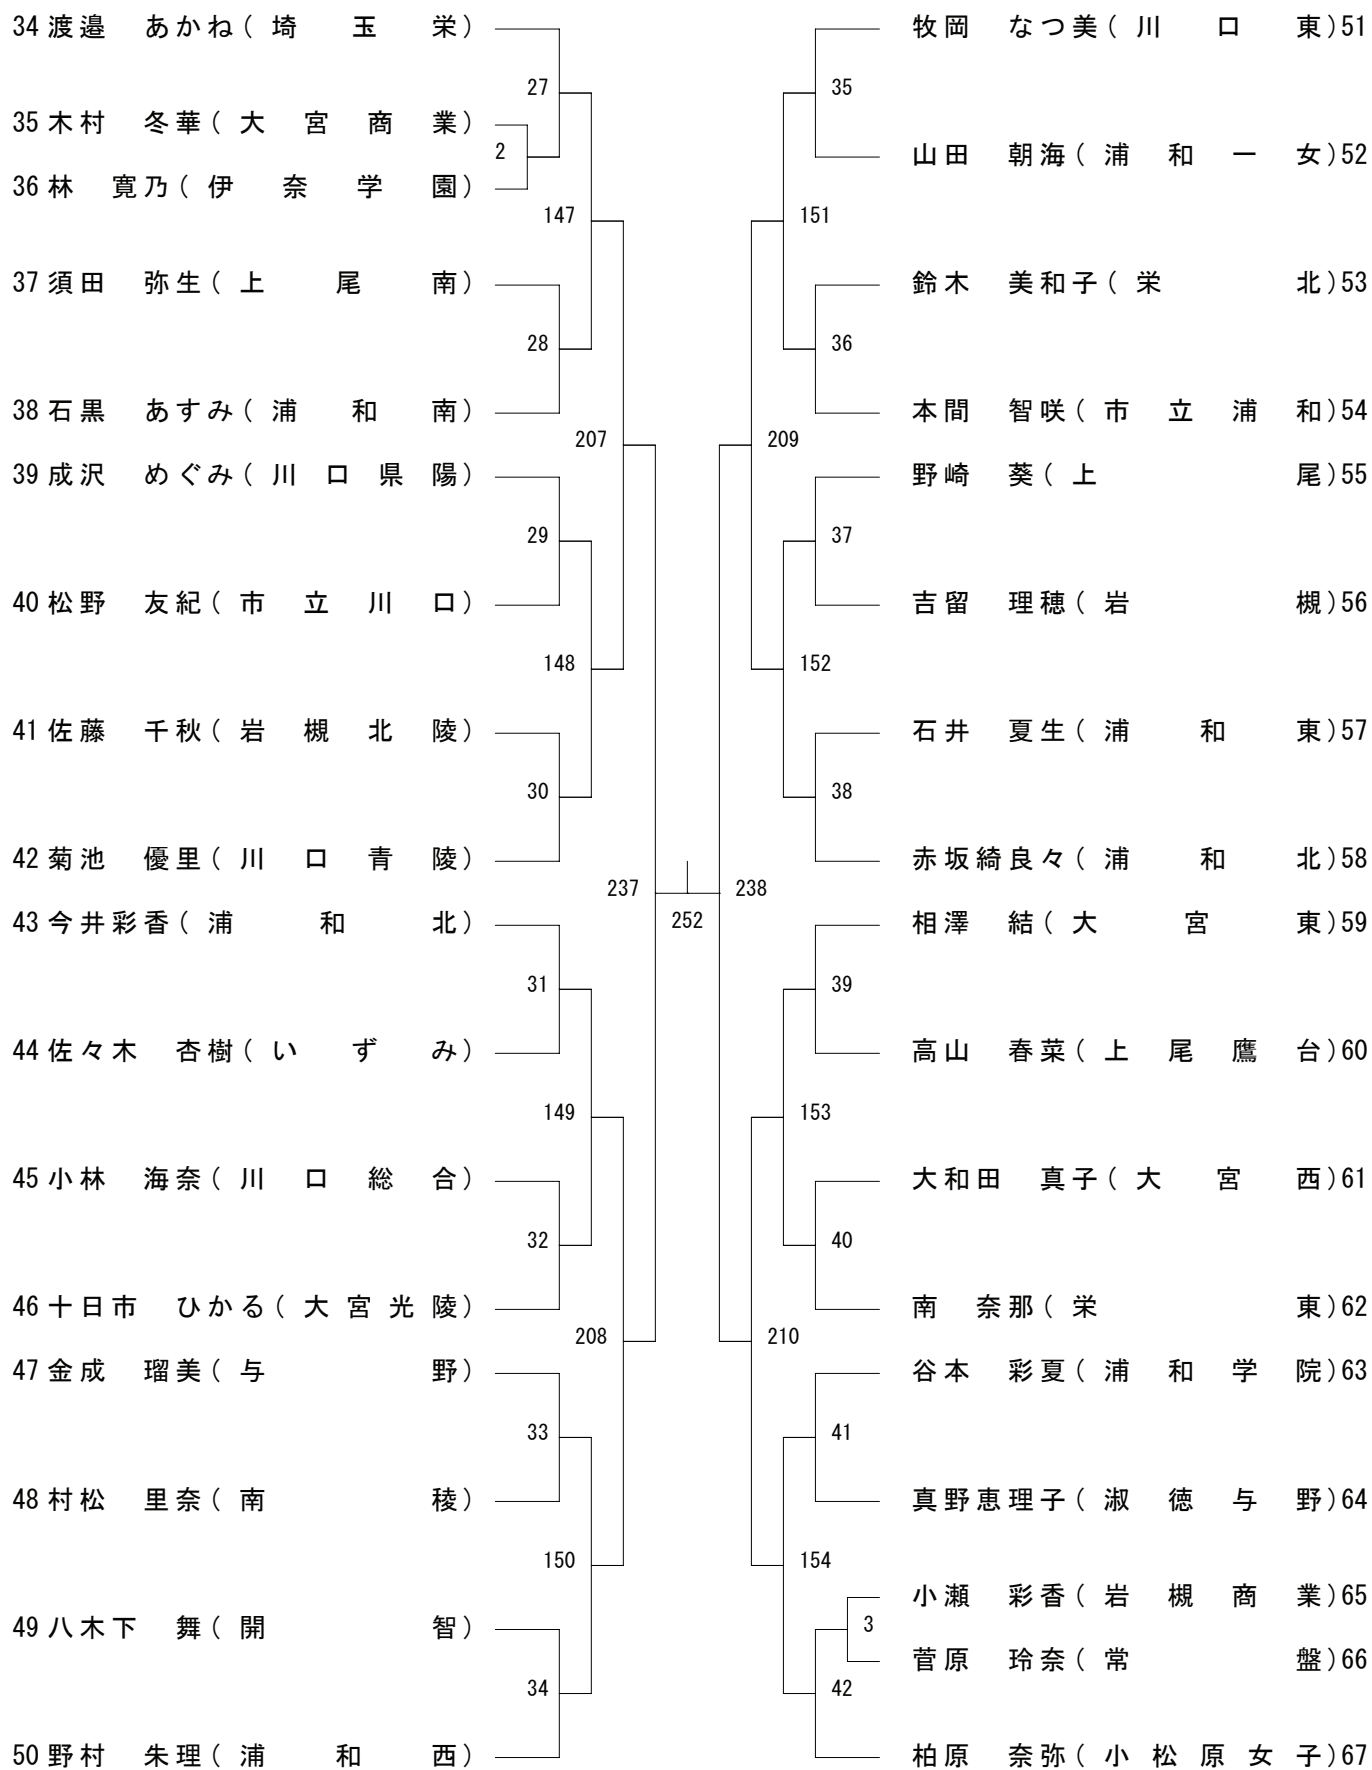 34 渡邉 あかね(埼玉栄)
27
35 木村 冬華(大宮商業)
2
36 林 寛乃(伊奈学園)
147
37 須田 弥生(上尾南)
28
38 石黒 あすみ(浦和南)
207
39 成沢 めぐみ(川口県陽)
29
40 松野 友紀(市立川口)
148
41 佐藤 千秋(岩槻北陵)
30
42 菊池 優里(川口青陵)
237
43 今井彩香(浦和北)
31
44 佐々木 杏樹(いずみ)
149
45 小林 海奈(川口総合)
32
46 十日市 ひかる(大宮光陵)
208
47 金成 瑠美(与野)
33
48 村松 里奈(南稜)
150
49 八木下 舞(開智)
34
50 野村 朱理(浦和西)
252
牧岡 なつ美(川口東)51
35
山田 朝海(浦和一女)52
151
鈴木 美和子(栄北)53
36
本間 智咲(市立浦和)54
209
野崎 葵(上尾)55
37
吉留 理穂(岩槻)56
152
石井 夏生(浦和東)57
38
赤坂綺良々(浦和北)58
238
相澤 結(大宮東)59
39
高山 春菜(上尾鷹台)60
153
大和田 真子(大宮西)61
40
南 奈那(栄東)62
210
谷本 彩夏(浦和学院)63
41
真野恵理子(淑徳与野)64
154
小瀬 彩香(岩槻商業)65
3
菅原 玲奈(常盤)66
42
柏原 奈弥(小松原女子)67